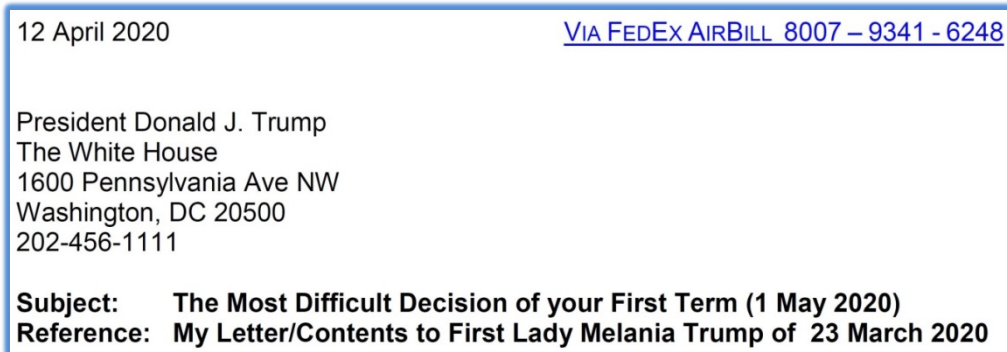 12 April 2020 VIA FEDEX AIRBILL 8007 – 9341 - 6248
President Donald J. Trump
The White House
1600 Pennsylvania Ave NW
Washington, DC 20500
202-456-1111
Subject: The Most Difficult Decision of your First Term (1 May 2020)
Reference: My Letter/Contents to First Lady Melania Trump of 23 March 2020